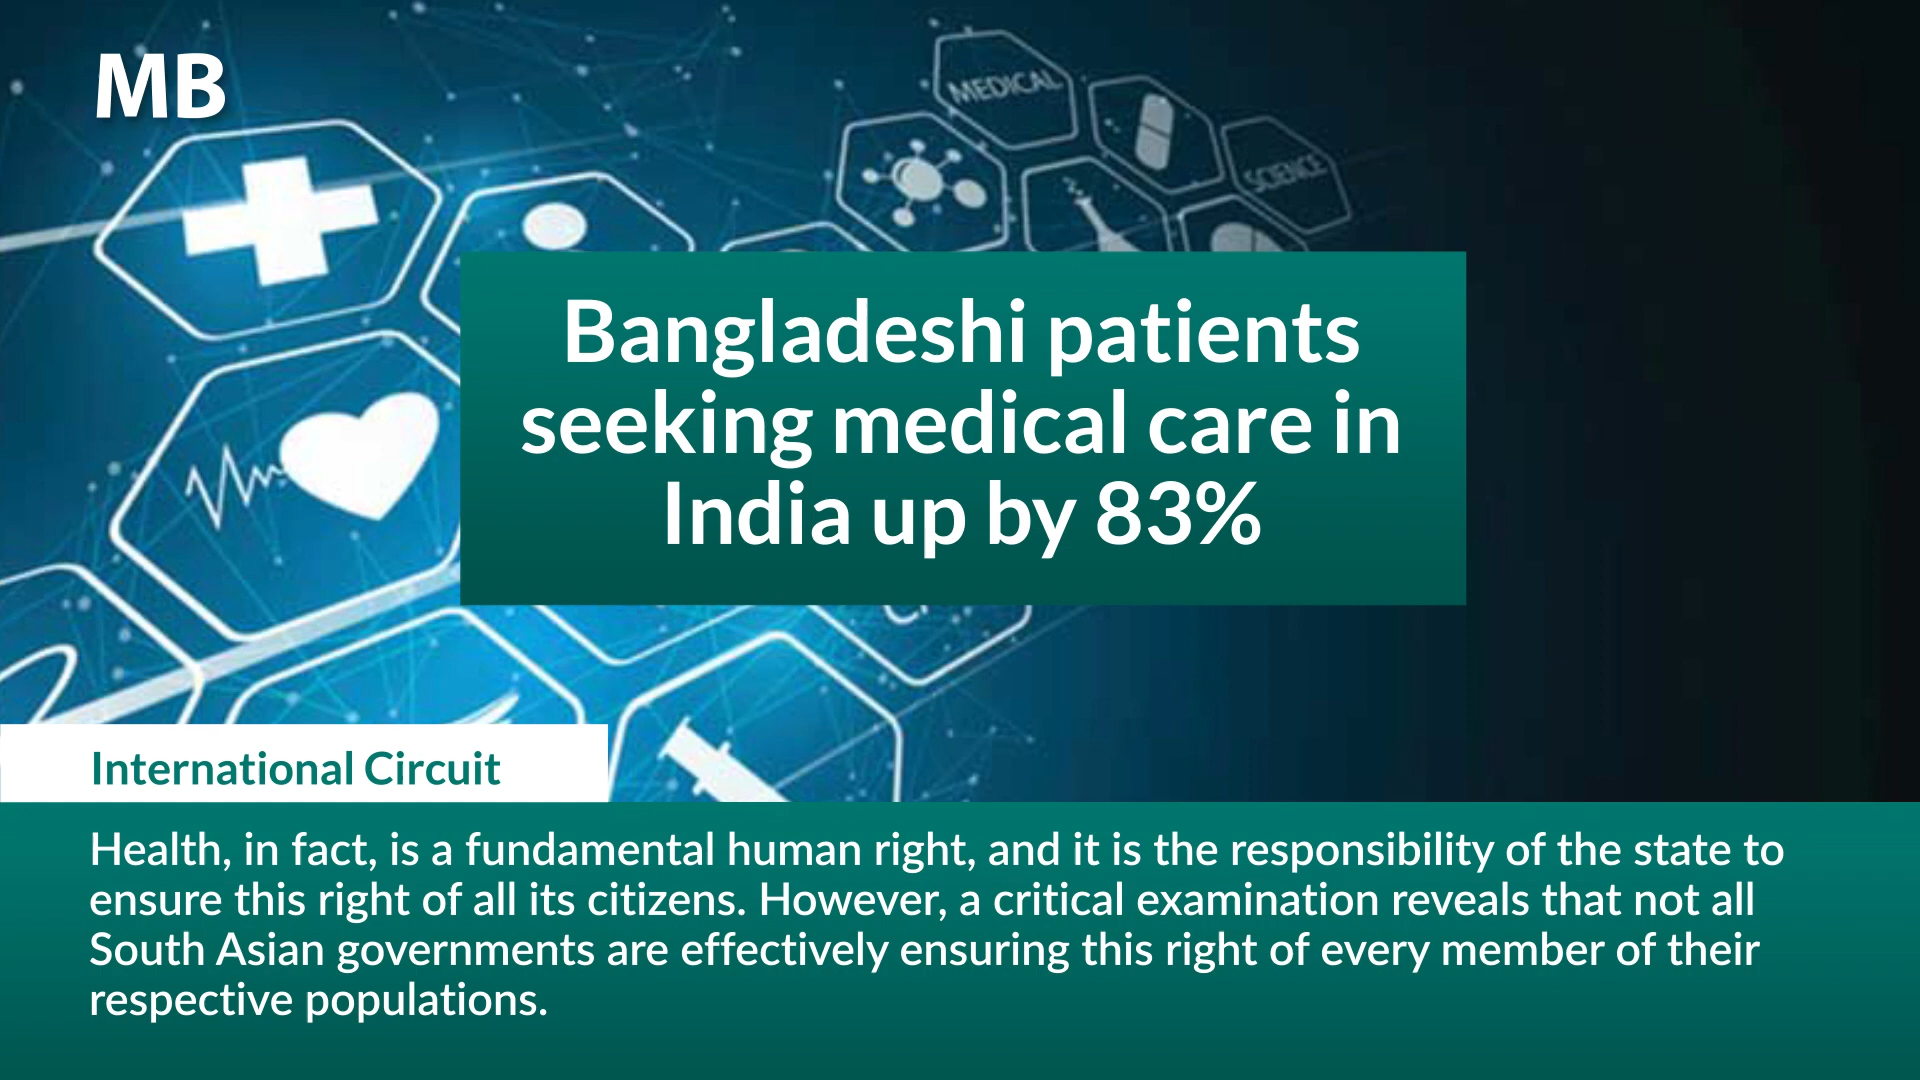 MB
MEDICAL
SCIENCE
Bangladeshi patients
seeking medical care in
India up by 83%
International Circuit
Health, in fact, is a fundamental human right, and it is the responsibility of the state to
ensure this right of all its citizens. However, a critical examination reveals that not all
South Asian governments are effectively ensuring this right of every member of their
respective populations.